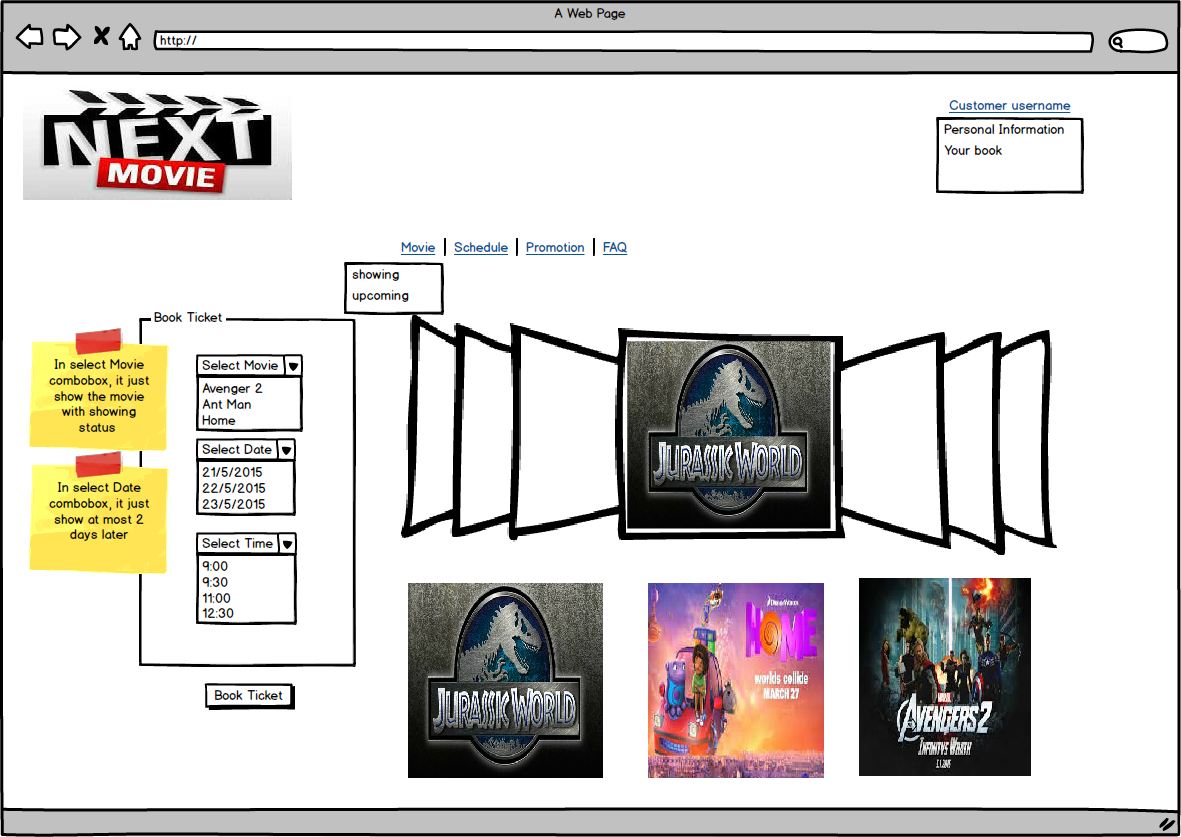 A Web Page
http://
NEXT
MOVIE
Customer username
Personal Information
Your book
Movie
Schedule
Promotion
FAQ
showing
upcoming
Book Ticket
In select Movie
combobox, it just
show the movie
with showing
status
Select Movie
Avenger 2
Ant Man
Home
Select Date
21/5/2015
22/5/2015
23/5/2015
In select Date
combobox, it just
show at most 2
days later
Select Time
9:00
9:30
11:00
12:30
Book Ticket
JURASSIC WORLD
JURASSIC WORLD
DREAMWORKS
HOME
worlds collide
MARCH 27
MARVEL
AVENGERS 2